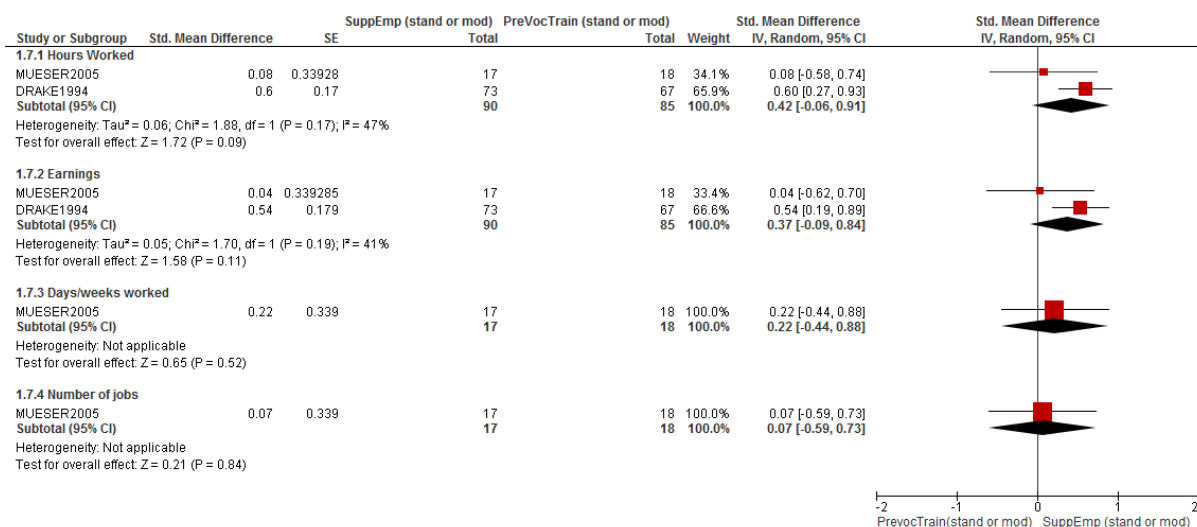 SuppEmp (stand or mod) PreVocTrain (stand or mod) Std. Mean Difference Std. Mean Difference
Study or Subgroup Std. Mean Difference SE Total Total Weight IV, Random, 95% CI IV, Random, 95% CI
1.7.1 Hours Worked
MUESER2005 0.08 0.33928 17 18 34.1% 0.08 [-0.58, 0.74]
DRAKE1994 0.6 0.17 73 67 65.9% 0.60 [0.27, 0.93]
Subtotal (95% CI) 90 85 100.0% 0.42 [-0.06, 0.91]
Heterogeneity: Tau² = 0.06; Chi² = 1.88, df = 1 (P = 0.17); I² = 47%
Test for overall effect: Z = 1.72 (P = 0.09)
1.7.2 Earnings
MUESER2005 0.04 0.339285 17 18 33.4% 0.04 [-0.62, 0.70]
DRAKE1994 0.54 0.179 73 67 66.6% 0.54 [0.19, 0.89]
Subtotal (95% CI) 90 85 100.0% 0.37 [-0.09, 0.84]
Heterogeneity: Tau² = 0.05; Chi² = 1.70, df = 1 (P = 0.19); I² = 41%
Test for overall effect: Z = 1.58 (P = 0.11)
1.7.3 Days/weeks worked
MUESER2005 0.22 0.339 17 18 100.0% 0.22 [-0.44, 0.88]
Subtotal (95% CI) 17 18 100.0% 0.22 [-0.44, 0.88]
Heterogeneity: Not applicable
Test for overall effect: Z = 0.65 (P = 0.52)
1.7.4 Number of jobs
MUESER2005 0.07 0.339 17 18 100.0% 0.07 [-0.59, 0.73]
Subtotal (95% CI) 17 18 100.0% 0.07 [-0.59, 0.73]
Heterogeneity: Not applicable
Test for overall effect: Z = 0.21 (P = 0.84)
-2 -1 0 1 2
PrevocTrain(stand or mod) SuppEmp (stand or mod)